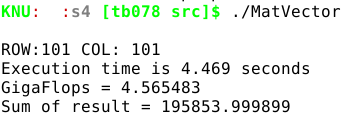 KNU: :s4 [tb078 src]$ ./MatVector
ROW:101 COL: 101
Execution time is 4.469 seconds
GigaFlops = 4.565483
Sum of result = 195853.999899